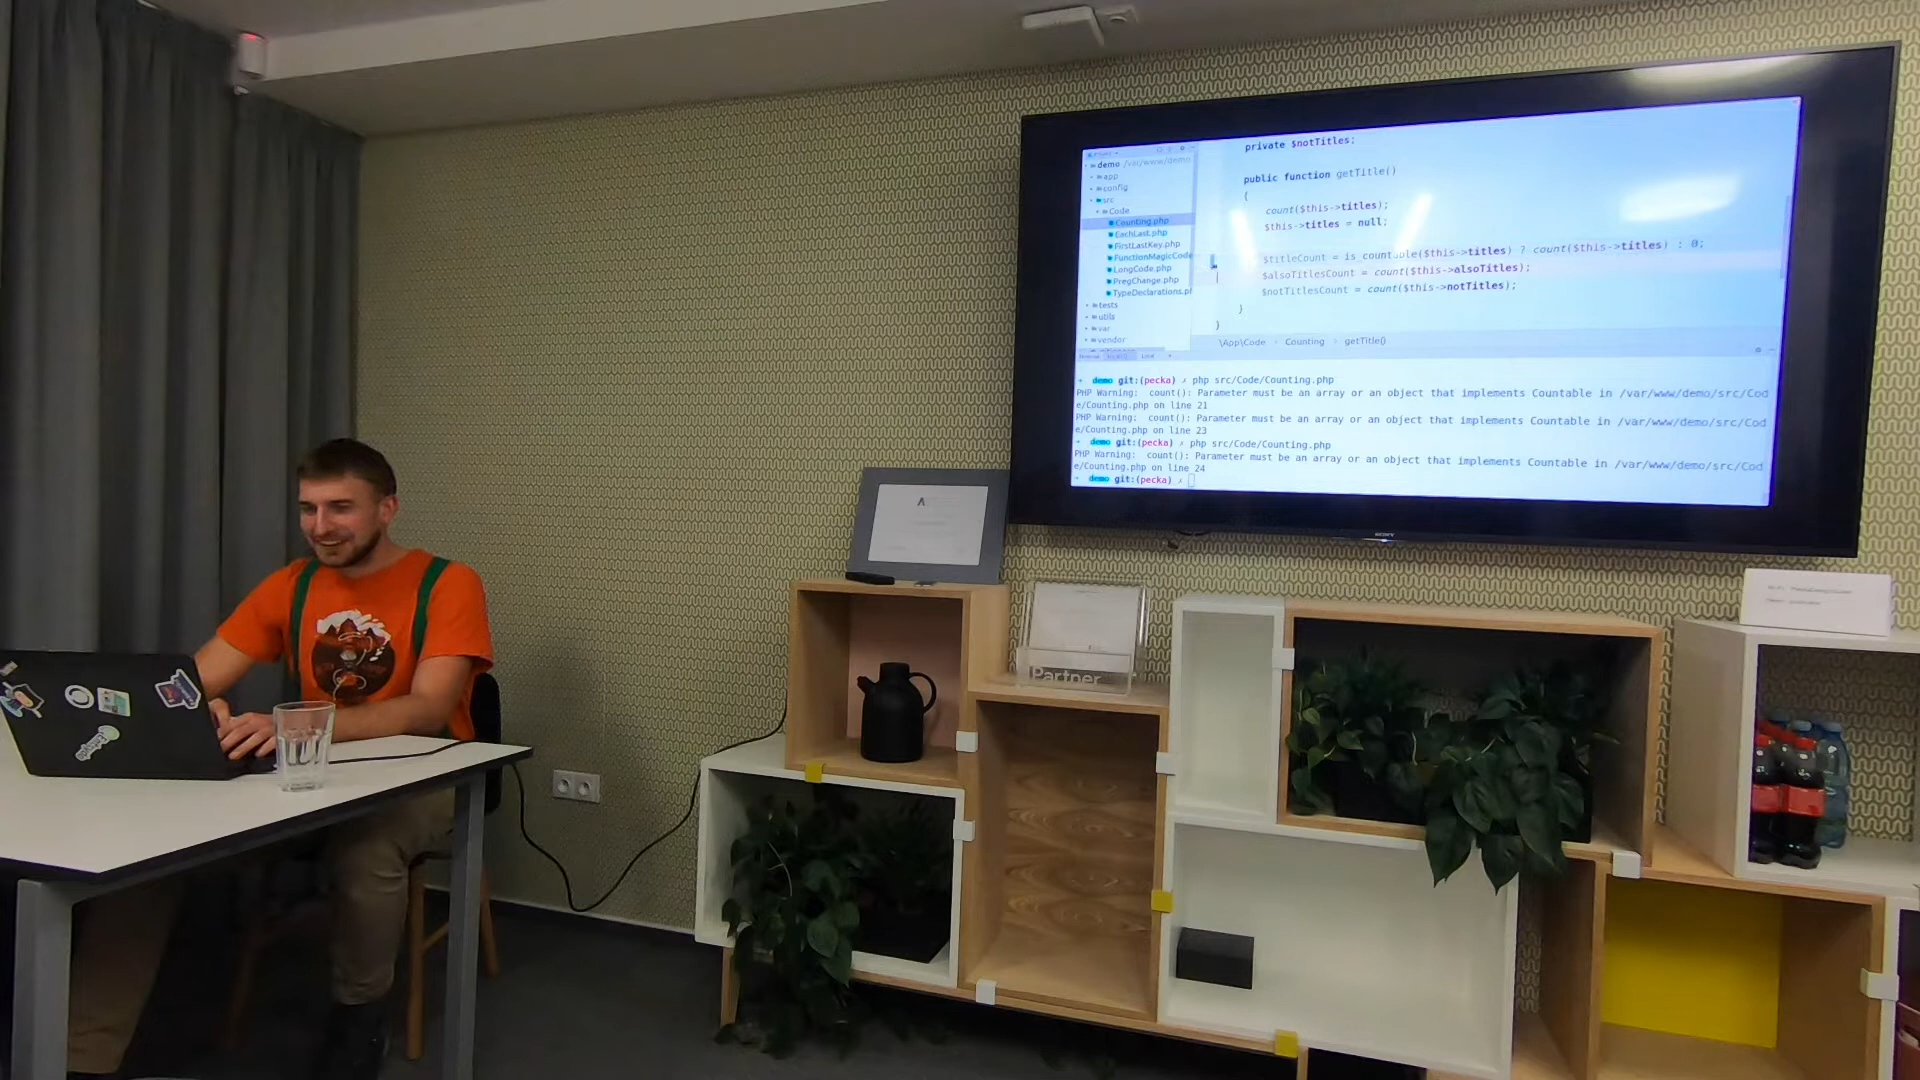 private $notTitles;
public function getTitle()
{
count($this->titles);
$this->titles = null;
$titleCount = is_countable($this->titles) ? count($this->titles) : 0;
$alsoTitlesCount = count($this->alsoTitles);
$notTitlesCount = count($this->notTitles);
}
}
\App\Code › Counting › getTitle()
demo /var/www/demo
app
config
src
Code
Counting.php
EachLast.php
FirstLastKey.php
FunctionMagicCode
LongCode.php
PregChange.php
TypeDeclarations.ph
tests
utils
var
vendor
demo git:(pecka) ✗ php src/Code/Counting.php
PHP Warning:  count(): Parameter must be an array or an object that implements Countable in /var/www/demo/src/Cod
e/Counting.php on line 21
PHP Warning:  count(): Parameter must be an array or an object that implements Countable in /var/www/demo/src/Cod
e/Counting.php on line 23
demo git:(pecka) ✗ php src/Code/Counting.php
PHP Warning:  count(): Parameter must be an array or an object that implements Countable in /var/www/demo/src/Cod
e/Counting.php on line 24
demo git:(pecka) ✗
SONY
Partner